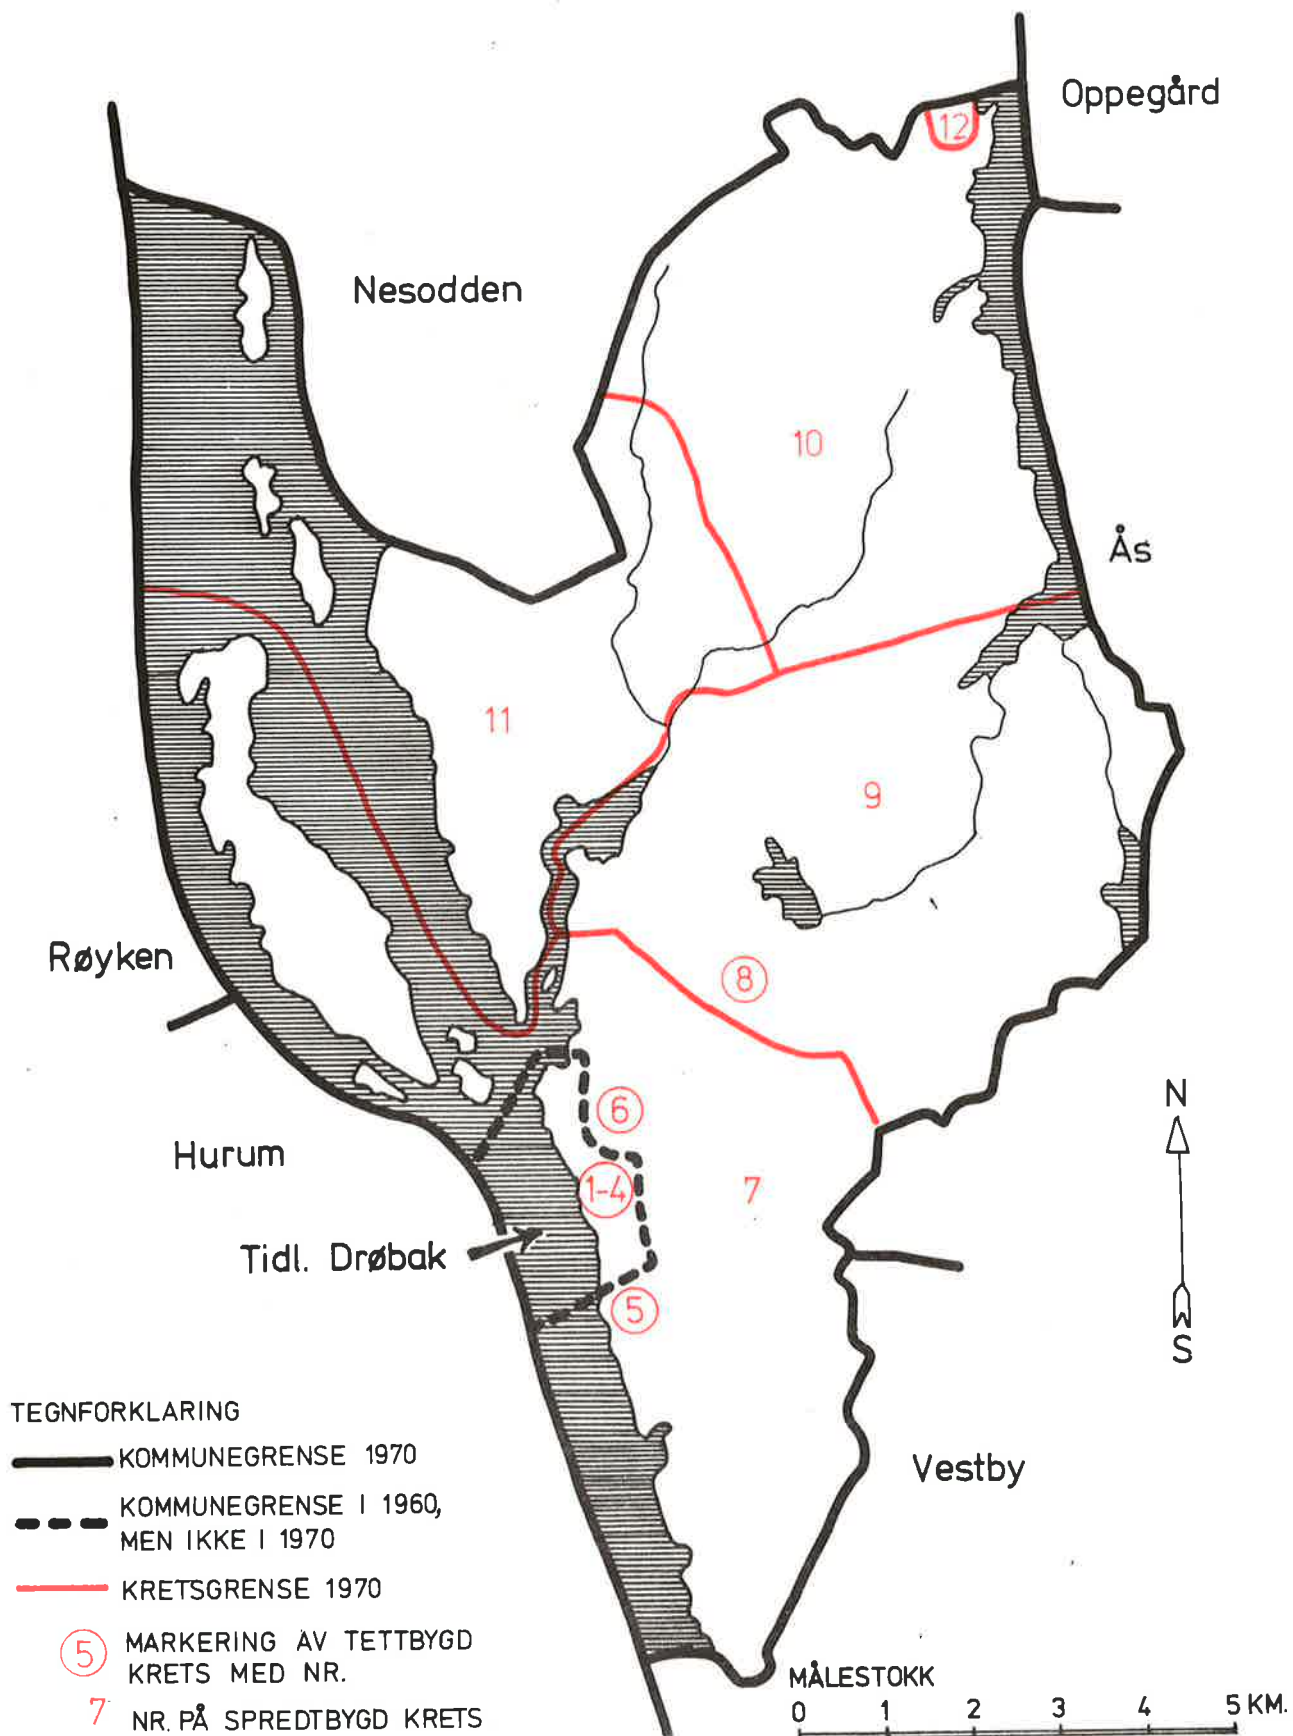 Oppegård
12
Nesodden
10
Ås
11
9
Røyken
8
6
Hurum
1-4
7
Tidl. Drøbak
5
N
S
Vestby
TEGNFORKLARING
KOMMUNEGRENSE 1970
KOMMUNEGRENSE I 1960,
MEN IKKE I 1970
KRETSGRENSE 1970
5 MARKERING AV TETTBYGD
KRETS MED NR.
7 NR. PÅ SPREDTBYGD KRETS
MÅLESTOKK
0 1 2 3 4 5 KM.